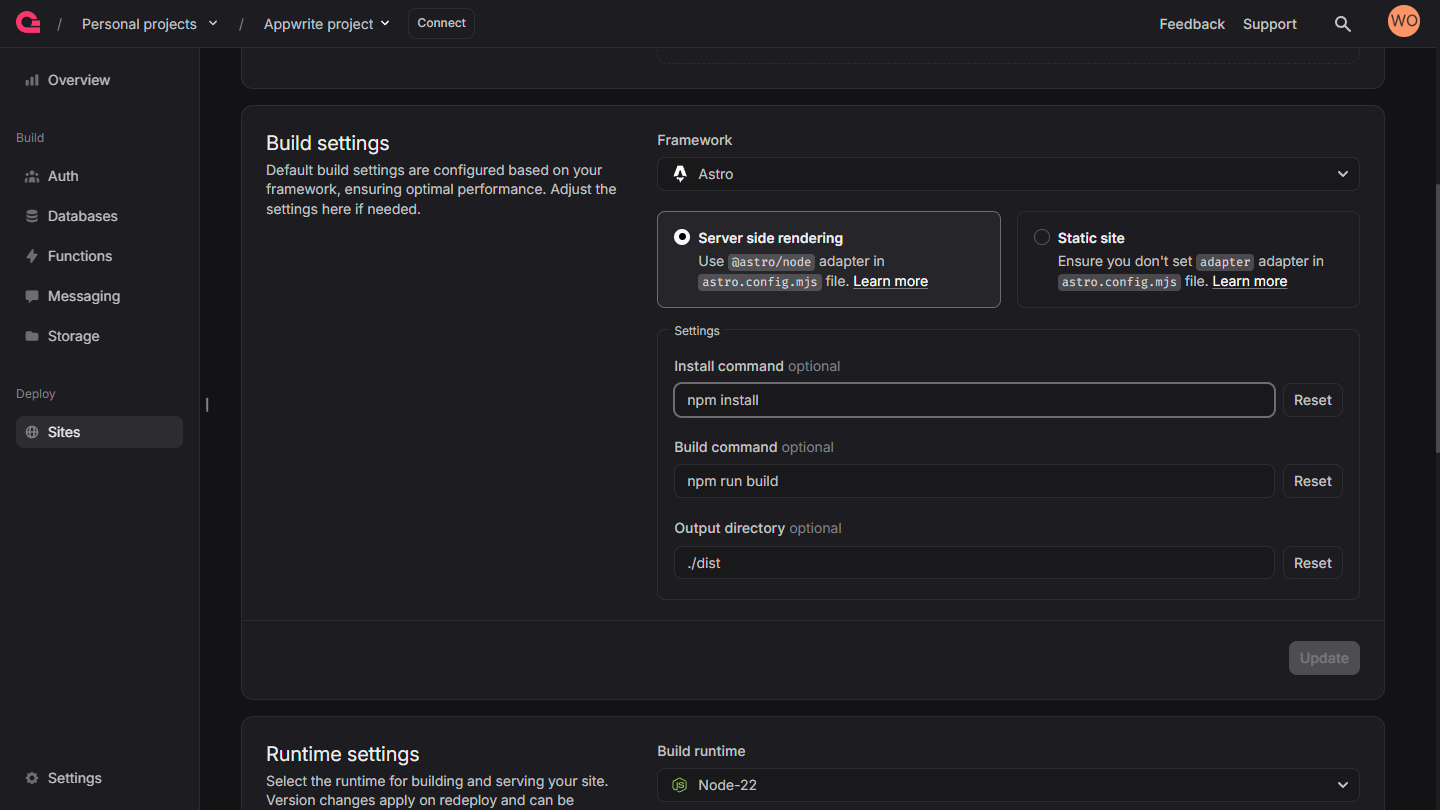 / Personal projects / Appwrite project Connect Feedback Support WO
Overview
Build
Auth
Databases
Functions
Messaging
Storage
Deploy
Sites
Settings
Build settings
Default build settings are configured based on your
framework, ensuring optimal performance. Adjust the
settings here if needed.
Framework
Astro
Server side rendering
Use @astro/node adapter in
astro.config.mjs file. Learn more
Static site
Ensure you don't set adapter adapter in
astro.config.mjs file. Learn more
Settings
Install command optional
npm install Reset
Build command optional
npm run build Reset
Output directory optional
./dist Reset
Update
Runtime settings
Select the runtime for building and serving your site.
Version changes apply on redeploy and can be
Build runtime
JS Node-22